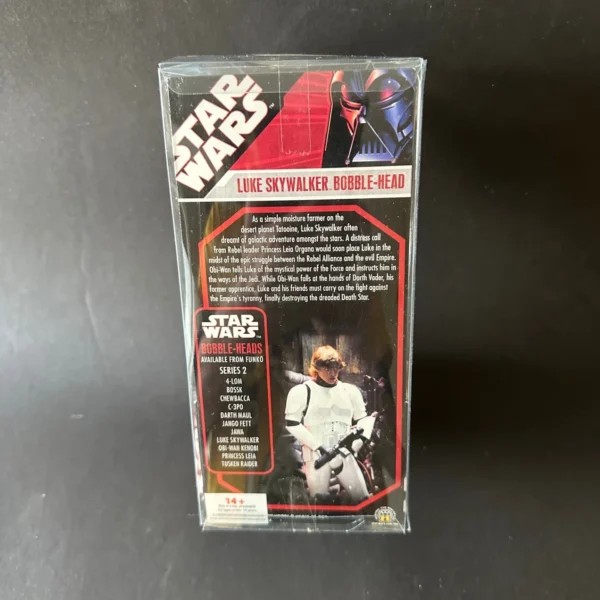 STAR
WARS
LUKE SKYWALKER BOBBLE-HEAD
As a simple moisture farmer on the
desert planet Tatooine, Luke Skywalker often
dreamt of galactic adventure amongst the stars. A distress call
from Rebel leader Princess Leia Organa would soon place Luke in the
midst of the epic struggle between the Rebel Alliance and the evil Empire.
Obi-Wan tells Luke of the mystical power of the Force and instructs him in
the ways of the Jedi. While Obi-Wan falls at the hands of Darth Vader, his
former apprentice, Luke and his friends must carry on the fight against
the Empire's tyranny, finally destroying the dreaded Death Star.
STAR
WARS
BOBBLE-HEADS
AVAILABLE FROM FUNKO
SERIES 2
4-LOM
BOSSK
CHEWBACCA
C-3PO
DARTH MAUL
JANGO FETT
JAWA
LUKE SKYWALKER
OBI-WAN KENOBI
PRINCESS LEIA
TUSKEN RAIDER
14+